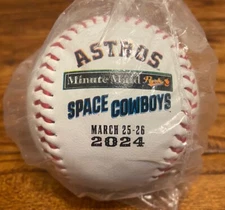 ASTROS
Minute Maid Park
SPACE COWBOYS
MARCH 25-26
2024